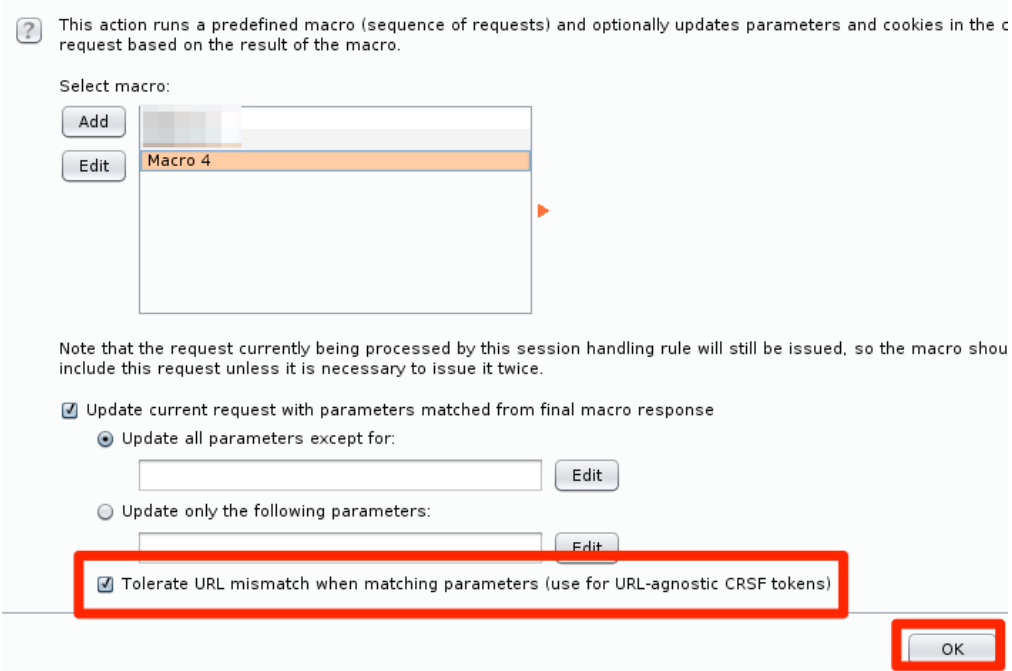 ?
This action runs a predefined macro (sequence of requests) and optionally updates parameters and cookies in the c
request based on the result of the macro.
Select macro:
Add
Edit
Macro 4
Note that the request currently being processed by this session handling rule will still be issued, so the macro shou
include this request unless it is necessary to issue it twice.
Update current request with parameters matched from final macro response
Update all parameters except for:
Edit
Update only the following parameters:
Edit
Tolerate URL mismatch when matching parameters (use for URL-agnostic CRSF tokens)
OK